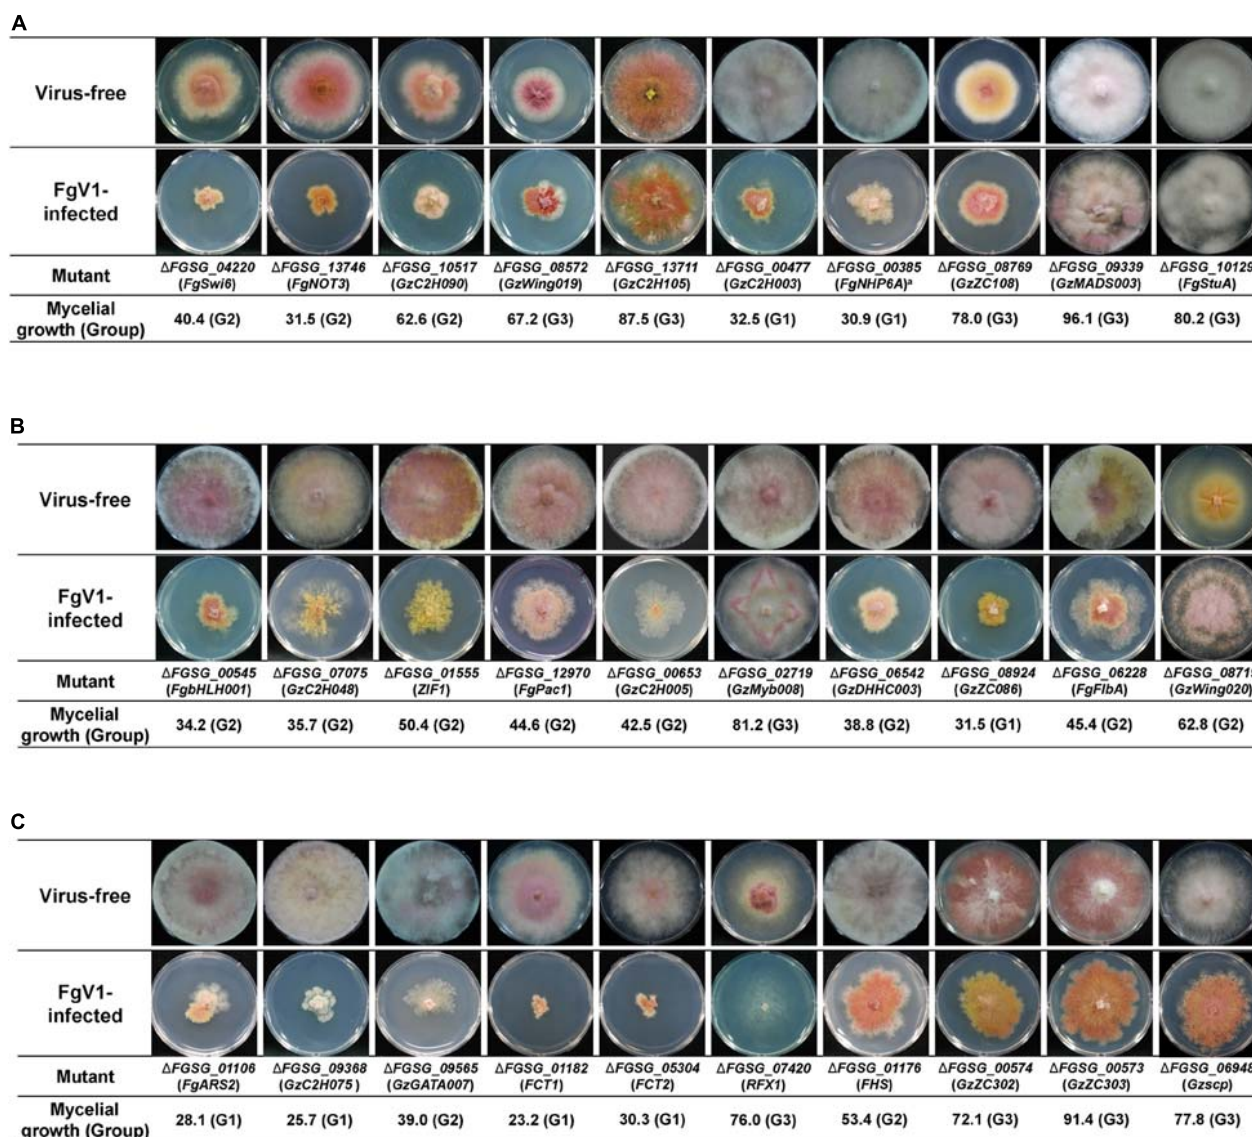 A
Virus-free
FgV1-
infected
Mutant
ΔFGSG_04220 ΔFGSG_13746 ΔFGSG_10517 ΔFGSG_08572 ΔFGSG_13711 ΔFGSG_00477 ΔFGSG_00385 ΔFGSG_08769 ΔFGSG_09339 ΔFGSG_10129
(FgSwi6) (FgNOT3) (GzC2H090) (GzWing019) (GzC2H105) (GzC2H003) (FgNHP6A)ᵃ (GzZC108) (GzMADS003) (FgStuA)
Mycelial
growth (Group)
40.4 (G2) 31.5 (G2) 62.6 (G2) 67.2 (G3) 87.5 (G3) 32.5 (G1) 30.9 (G1) 78.0 (G3) 96.1 (G3) 80.2 (G3)
B
Virus-free
FgV1-
infected
Mutant
ΔFGSG_00545 ΔFGSG_07075 ΔFGSG_01555 ΔFGSG_12970 ΔFGSG_00653 ΔFGSG_02719 ΔFGSG_06542 ΔFGSG_08924 ΔFGSG_06228
(FgbHLH001) (GzC2H048) (ZIF1) (FgPac1) (GzC2H005) (GzMyb008) (GzDHHC003) (GzZC086) (FgFlbA) (GzWing020)
Mycelial
growth (Group)
34.2 (G2) 35.7 (G2) 50.4 (G2) 44.6 (G2) 42.5 (G2) 81.2 (G3) 38.8 (G2) 31.5 (G1) 45.4 (G2) 62.8 (G2)
C
Virus-free
FgV1-
infected
Mutant
ΔFGSG_01106 ΔFGSG_09368 ΔFGSG_09565 ΔFGSG_01182 ΔFGSG_05304 ΔFGSG_07420 ΔFGSG_01176 ΔFGSG_00574 ΔFGSG_00573 ΔFGSG_06948
(FgARS2) (GzC2H075 ) (GzGATA007) (FCT1) (FCT2) (RFX1) (FHS) (GzZC302) (GzZC303) (Gzscp)
Mycelial
growth (Group)
28.1 (G1) 25.7 (G1) 39.0 (G2) 23.2 (G1) 30.3 (G1) 76.0 (G3) 53.4 (G2) 72.1 (G3) 91.4 (G3) 77.8 (G3)